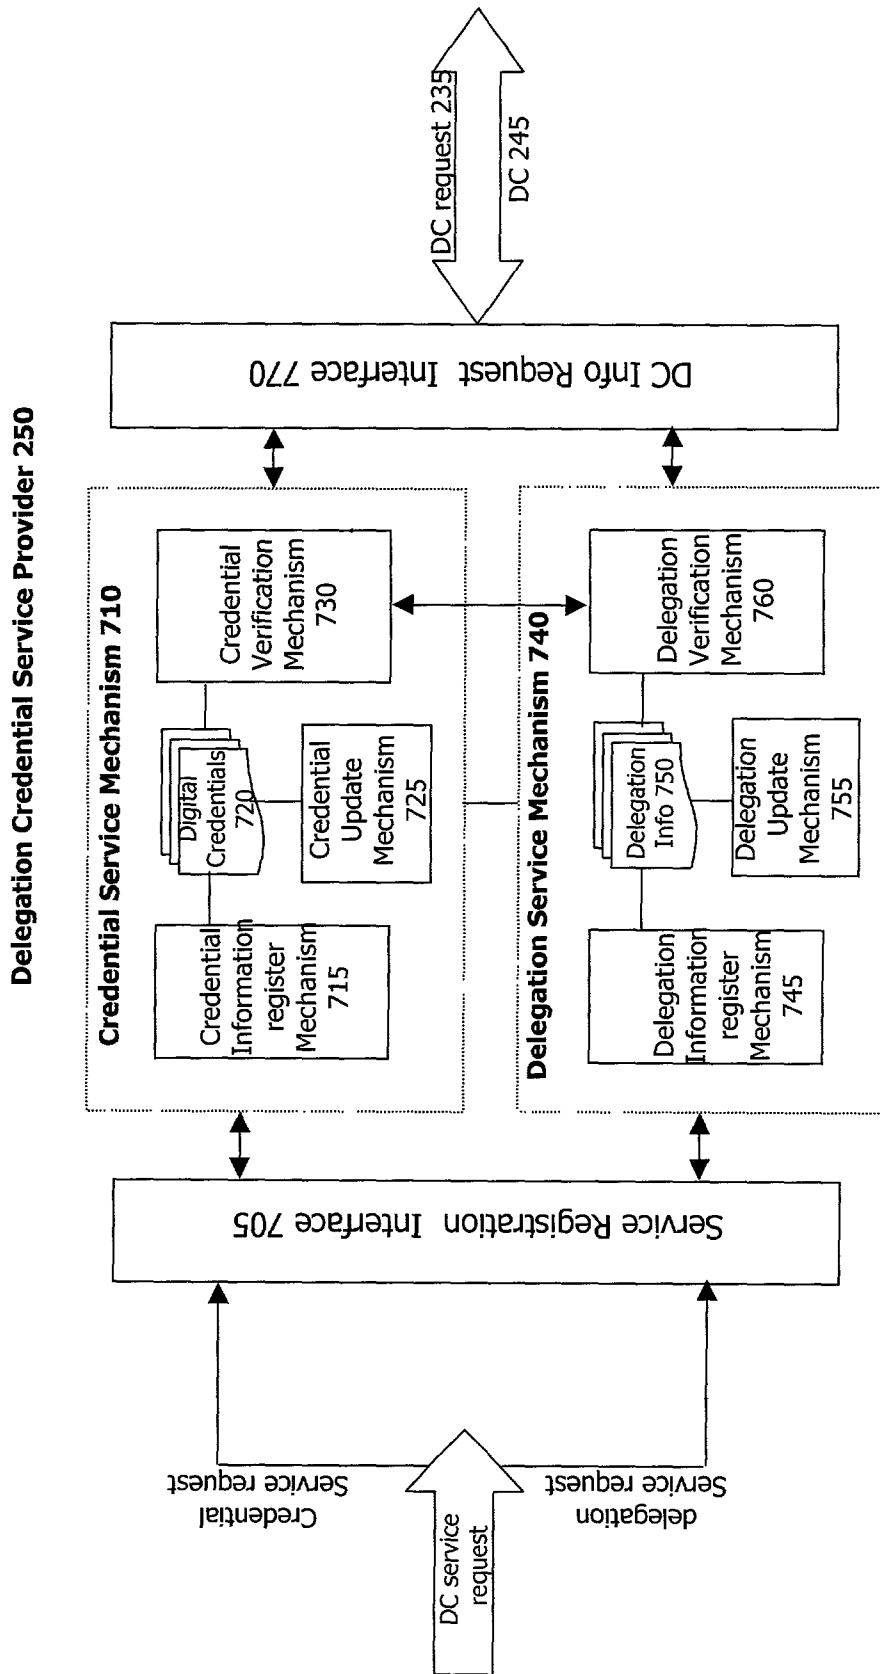 Delegation Credential Service Provider 250
DC service
request
Credential
Service request
delegation
Service request
Service Registration
Interface 705
Credential Service Mechanism 710
Credential
Information
register
Mechanism
715
Digital
Credentials
720
Credential
Update
Mechanism
725
Credential
Verification
Mechanism
730
Delegation Service Mechanism 740
Delegation
Information
register
Mechanism
745
Delegation
Info 750
Delegation
Update
Mechanism
755
Delegation
Verification
Mechanism
760
DC Info Request Interface 770
DC request 235
DC 245